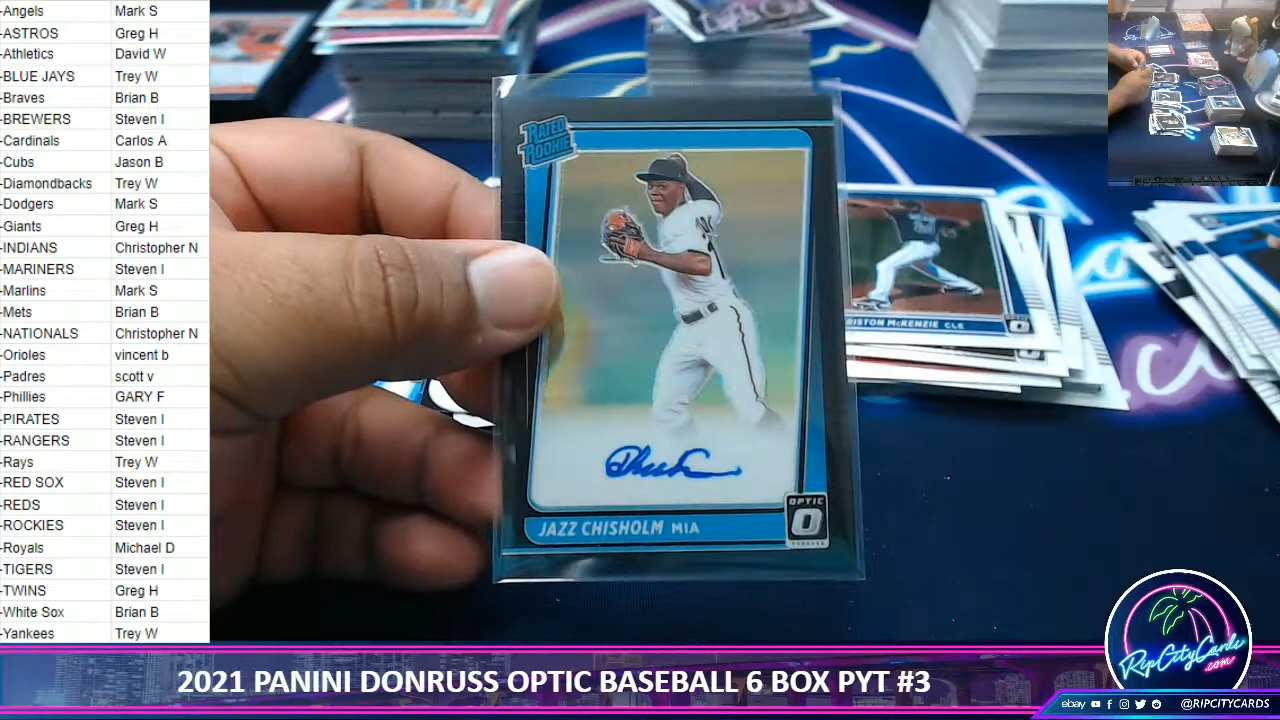 -Angels Mark S
-ASTROS Greg H
-Athletics David W
-BLUE JAYS Trey W
-Braves Brian B
-BREWERS Steven I
-Cardinals Carlos A
-Cubs Jason B
-Diamondbacks Trey W
-Dodgers Mark S
-Giants Greg H
-INDIANS Christopher N
-MARINERS Steven I
-Marlins Mark S
-Mets Brian B
-NATIONALS Christopher N
-Orioles vincent b
-Padres scott v
-Phillies GARY F
-PIRATES Steven I
-RANGERS Steven I
-Rays Trey W
-RED SOX Steven I
-REDS Steven I
-ROCKIES Steven I
-Royals Michael D
-TIGERS Steven I
-TWINS Greg H
-White Sox Brian B
-Yankees Trey W
RATED
ROOKIE
OPTIC
JAZZ CHISHOLM MIA
RISTON McKENZIE CLE
RipCityCards
.com
2021 PANINI DONRUSS OPTIC BASEBALL 6 BOX PYT #3
ebay @RIPCITYCARDS